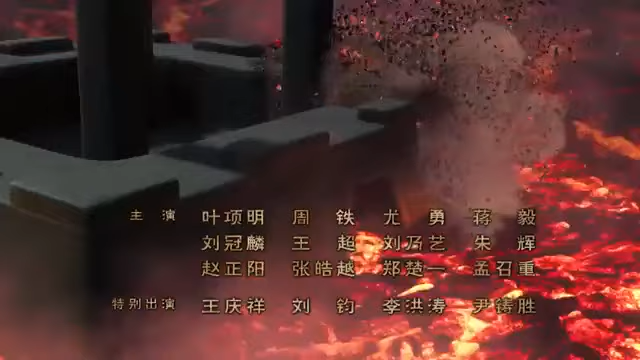 主演 叶项明 周铁 尤勇 蒋毅
刘冠麟 王超 刘乃艺 朱辉
赵正阳 张皓越 郑楚一 孟召重
特别出演 王庆祥 刘钧 李洪涛 尹铸胜